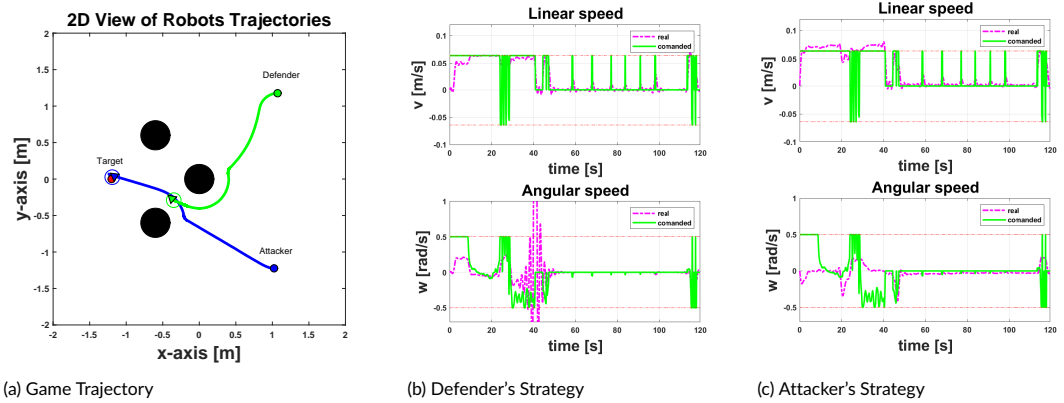 2D View of Robots Trajectories
2
1.5
1
0.5
0
-0.5
-1
-1.5
-2
y-axis [m]
Defender
Target
Attacker
-2 -1.5 -1 -0.5 0 0.5 1 1.5 2
x-axis [m]
(a) Game Trajectory
Linear speed
0.1
0.05
0
-0.05
-0.1
v [m/s]
real
comanded
0 20 40 60 80 100 120
time [s]
Angular speed
1
0.5
0
-0.5
w [rad/s]
real
comanded
0 20 40 60 80 100 120
time [s]
(b) Defender's Strategy
Linear speed
0.1
0.05
0
-0.05
-0.1
v [m/s]
real
comanded
0 20 40 60 80 100 120
time [s]
Angular speed
1
0.5
0
-0.5
w [rad/s]
real
comanded
0 20 40 60 80 100 120
time [s]
(c) Attacker's Strategy